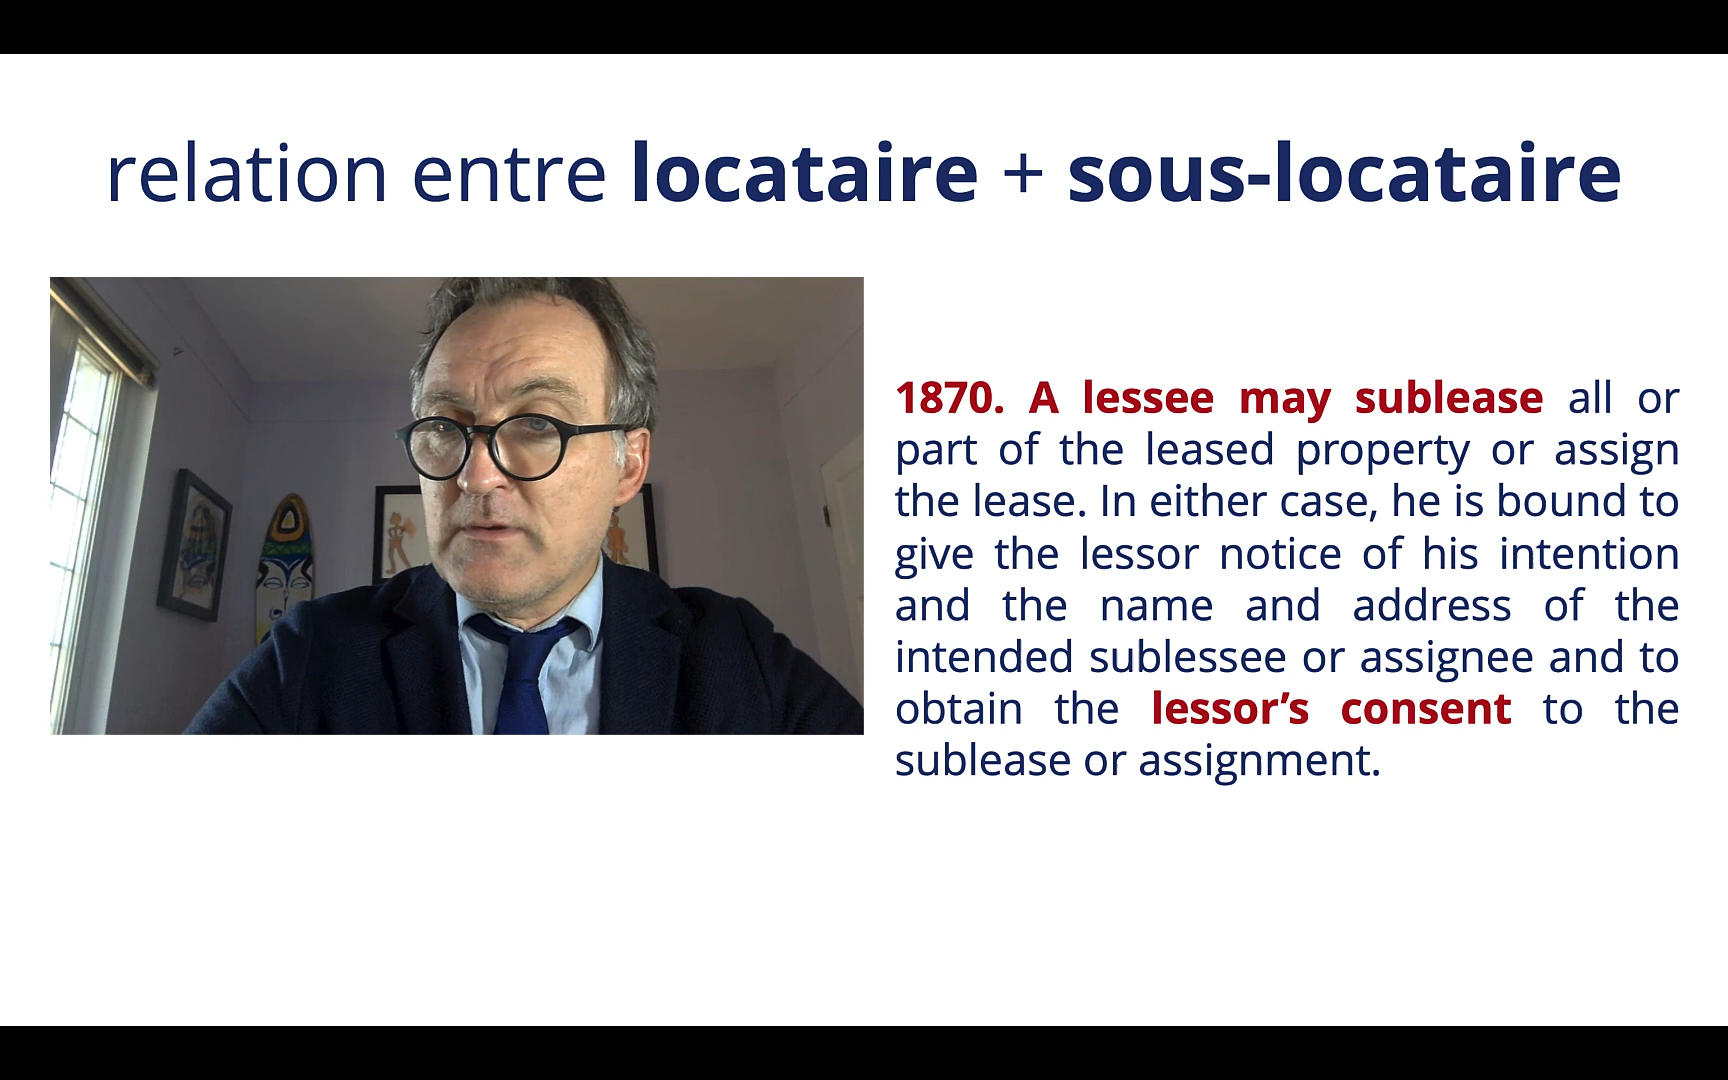 relation entre locataire + sous-locataire
1870. A lessee may sublease all or
part of the leased property or assign
the lease. In either case, he is bound to
give the lessor notice of his intention
and the name and address of the
intended sublessee or assignee and to
obtain the lessor’s consent to the
sublease or assignment.